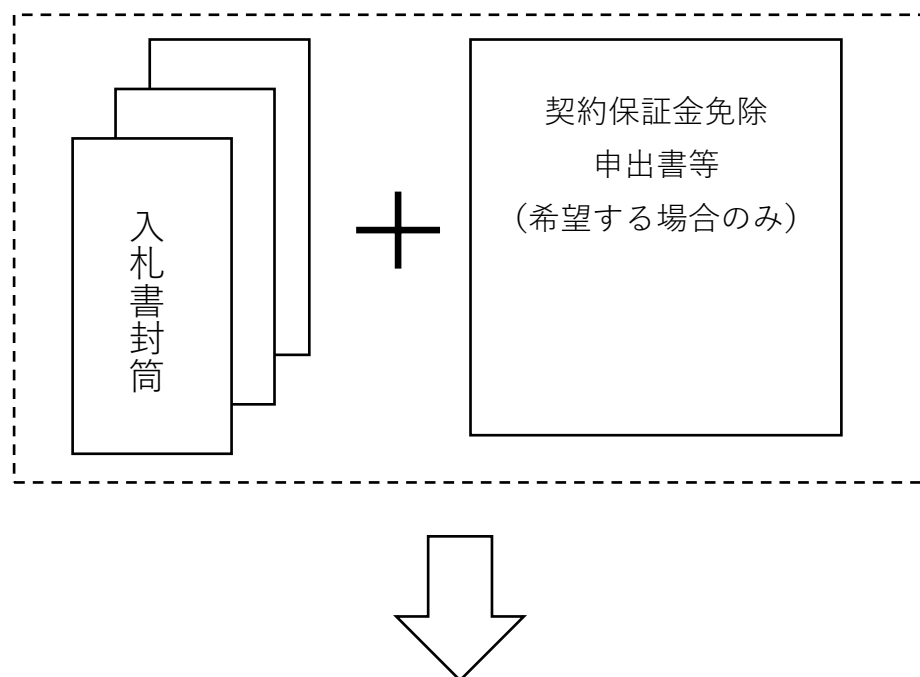 入札書封筒
契約保証金免除
申出書等
（希望する場合のみ）